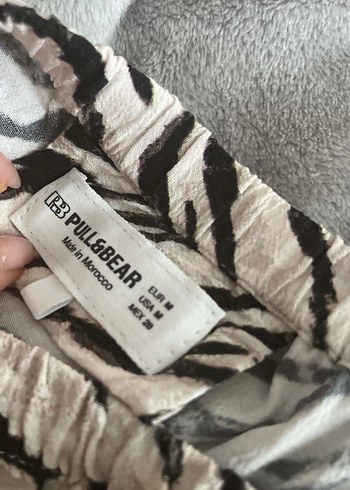 PB PULL&BEAR
Made in Morocco
EUR M
USA M
MEX 28